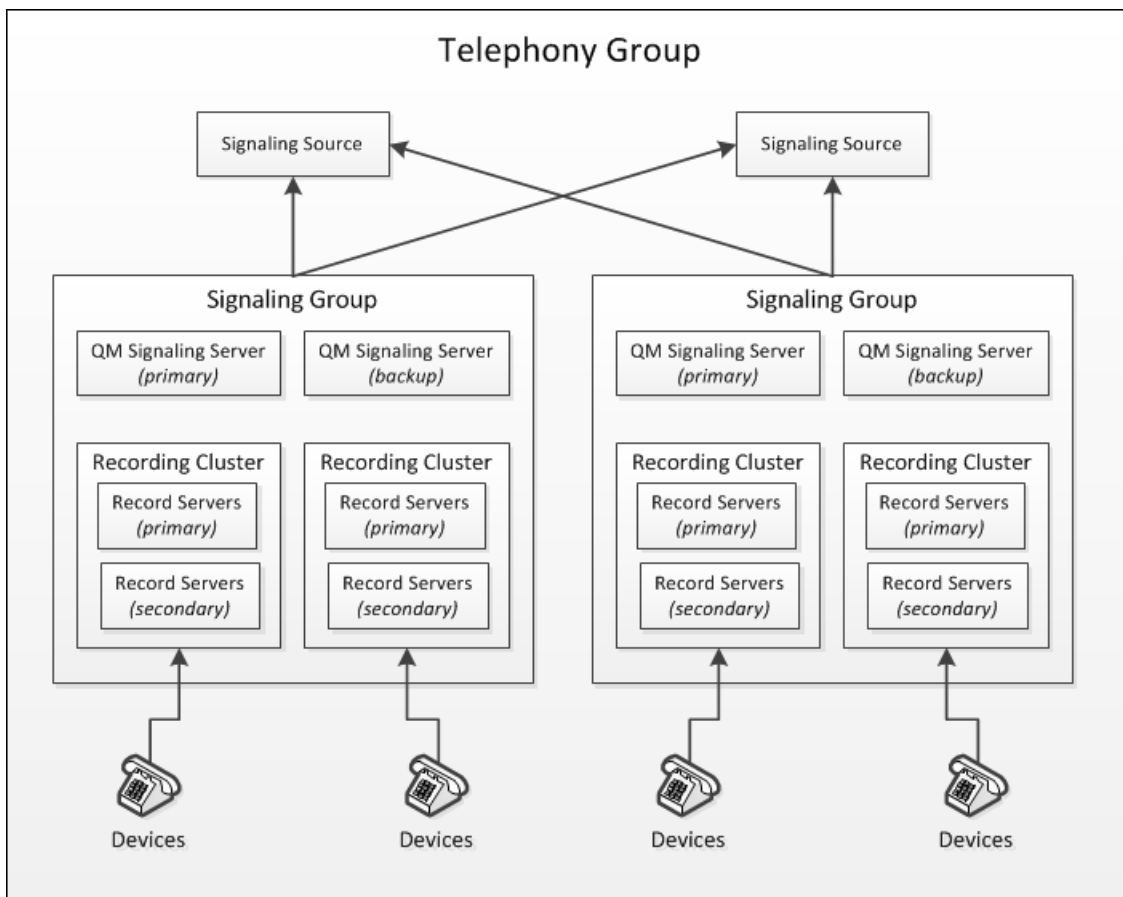 Telephony Group
Signaling Source
Signaling Source
Signaling Group
QM Signaling Server
(primary)
QM Signaling Server
(backup)
Recording Cluster
Record Servers
(primary)
Record Servers
(secondary)
Recording Cluster
Record Servers
(primary)
Record Servers
(secondary)
Signaling Group
QM Signaling Server
(primary)
QM Signaling Server
(backup)
Recording Cluster
Record Servers
(primary)
Record Servers
(secondary)
Recording Cluster
Record Servers
(primary)
Record Servers
(secondary)
Devices
Devices
Devices
Devices